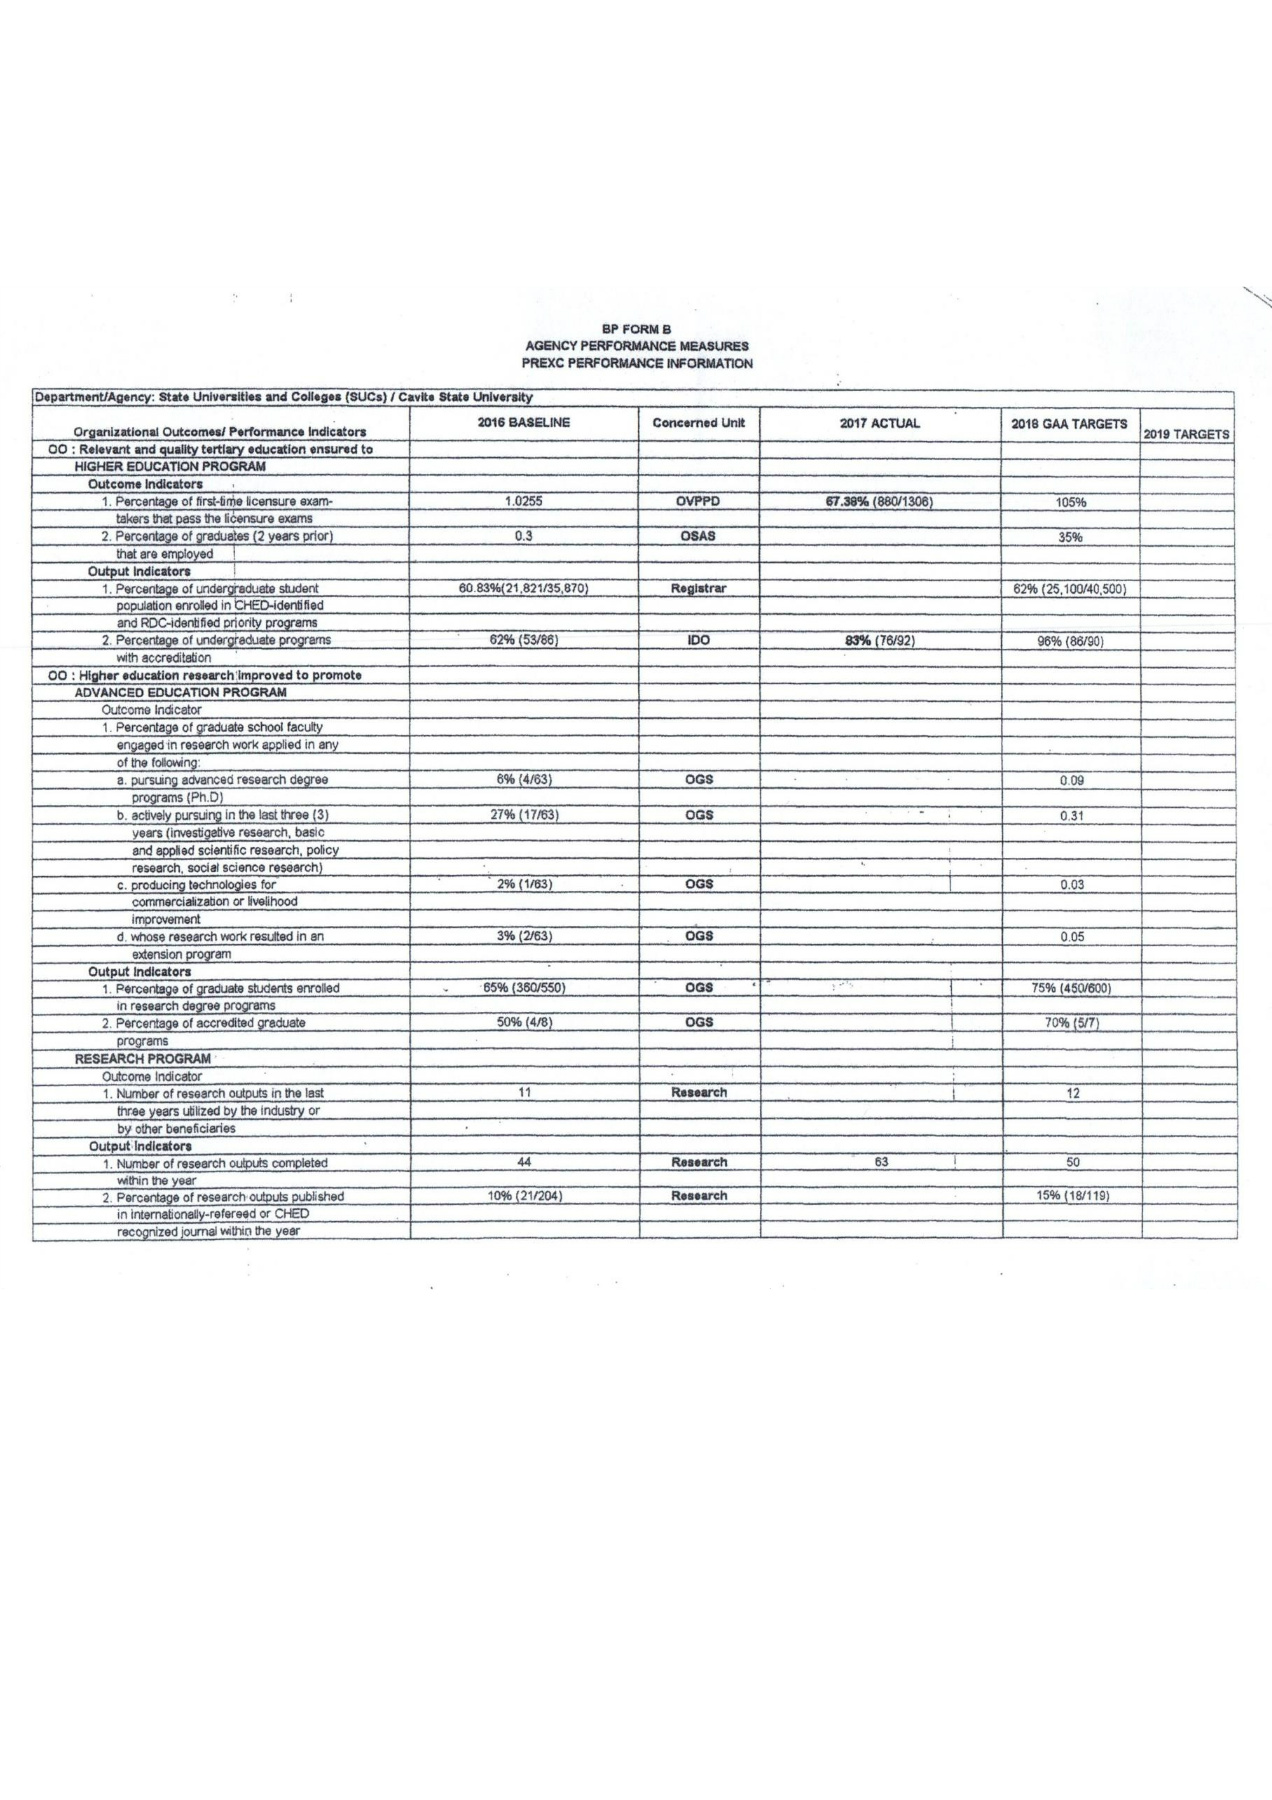 BP FORM B
AGENCY PERFORMANCE MEASURES
PREXC PERFORMANCE INFORMATION
Department/Agency: State Universities and Colleges (SUCs) / Cavite State University
Organizational Outcomes/ Performance Indicators 2016 BASELINE Concerned Unit 2017 ACTUAL 2018 GAA TARGETS 2019 TARGETS
OO : Relevant and quality tertiary education ensured to
HIGHER EDUCATION PROGRAM
Outcome Indicators
1. Percentage of first-time licensure exam- 1.0255 OVPPD 67.38% (880/1306) 105%
takers that pass the licensure exams
2. Percentage of graduates (2 years prior) 0.3 OSAS 35%
that are employed
Output Indicators
1. Percentage of undergraduate student 60.83%(21,821/35,870) Registrar 62% (25,100/40,500)
population enrolled in CHED-identified
and RDC-identified priority programs
2. Percentage of undergraduate programs 62% (53/86) IDO 83% (76/92) 96% (86/90)
with accreditation
OO : Higher education research improved to promote
ADVANCED EDUCATION PROGRAM
Outcome Indicator
1. Percentage of graduate school faculty
engaged in research work applied in any
of the following:
a. pursuing advanced research degree 6% (4/63) OGS 0.09
programs (Ph.D)
b. actively pursuing in the last three (3) 27% (17/63) OGS 0.31
years (investigative research, basic
and applied scientific research, policy
research, social science research)
c. producing technologies for 2% (1/63) OGS 0.03
commercialization or livelihood
improvement
d. whose research work resulted in an 3% (2/63) OGS 0.05
extension program
Output Indicators
1. Percentage of graduate students enrolled 65% (360/550) OGS 75% (450/600)
in research degree programs
2. Percentage of accredited graduate 50% (4/8) OGS 70% (5/7)
programs
RESEARCH PROGRAM
Outcome Indicator
1. Number of research outputs in the last 11 Research 12
three years utilized by the industry or
by other beneficiaries
Output Indicators
1. Number of research outputs completed 44 Research 63 50
within the year
2. Percentage of research outputs published 10% (21/204) Research 15% (18/119)
in internationally-refereed or CHED
recognized journal within the year